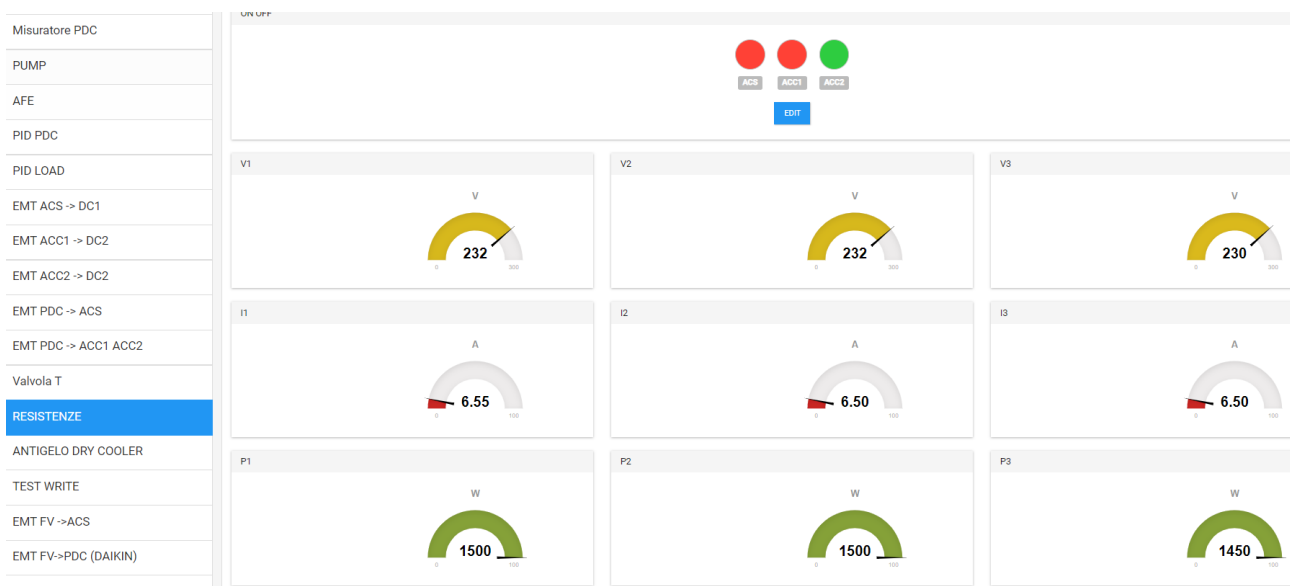 Misuratore PDC
PUMP
AFE
PID PDC
PID LOAD
EMT ACS -> DC1
EMT ACC1 -> DC2
EMT ACC2 -> DC2
EMT PDC -> ACS
EMT PDC -> ACC1 ACC2
Valvola T
RESISTENZE
ANTIGELO DRY COOLER
TEST WRITE
EMT FV ->ACS
EMT FV->PDC (DAIKIN)
ON OFF
ACS ACC1 ACC2
EDIT
V1
V
232
0 300
V2
V
232
0 300
V3
V
230
0 300
I1
A
6.55
0 100
I2
A
6.50
0 100
I3
A
6.50
0 100
P1
W
1500
0 100
P2
W
1500
0 100
P3
W
1450
0 100